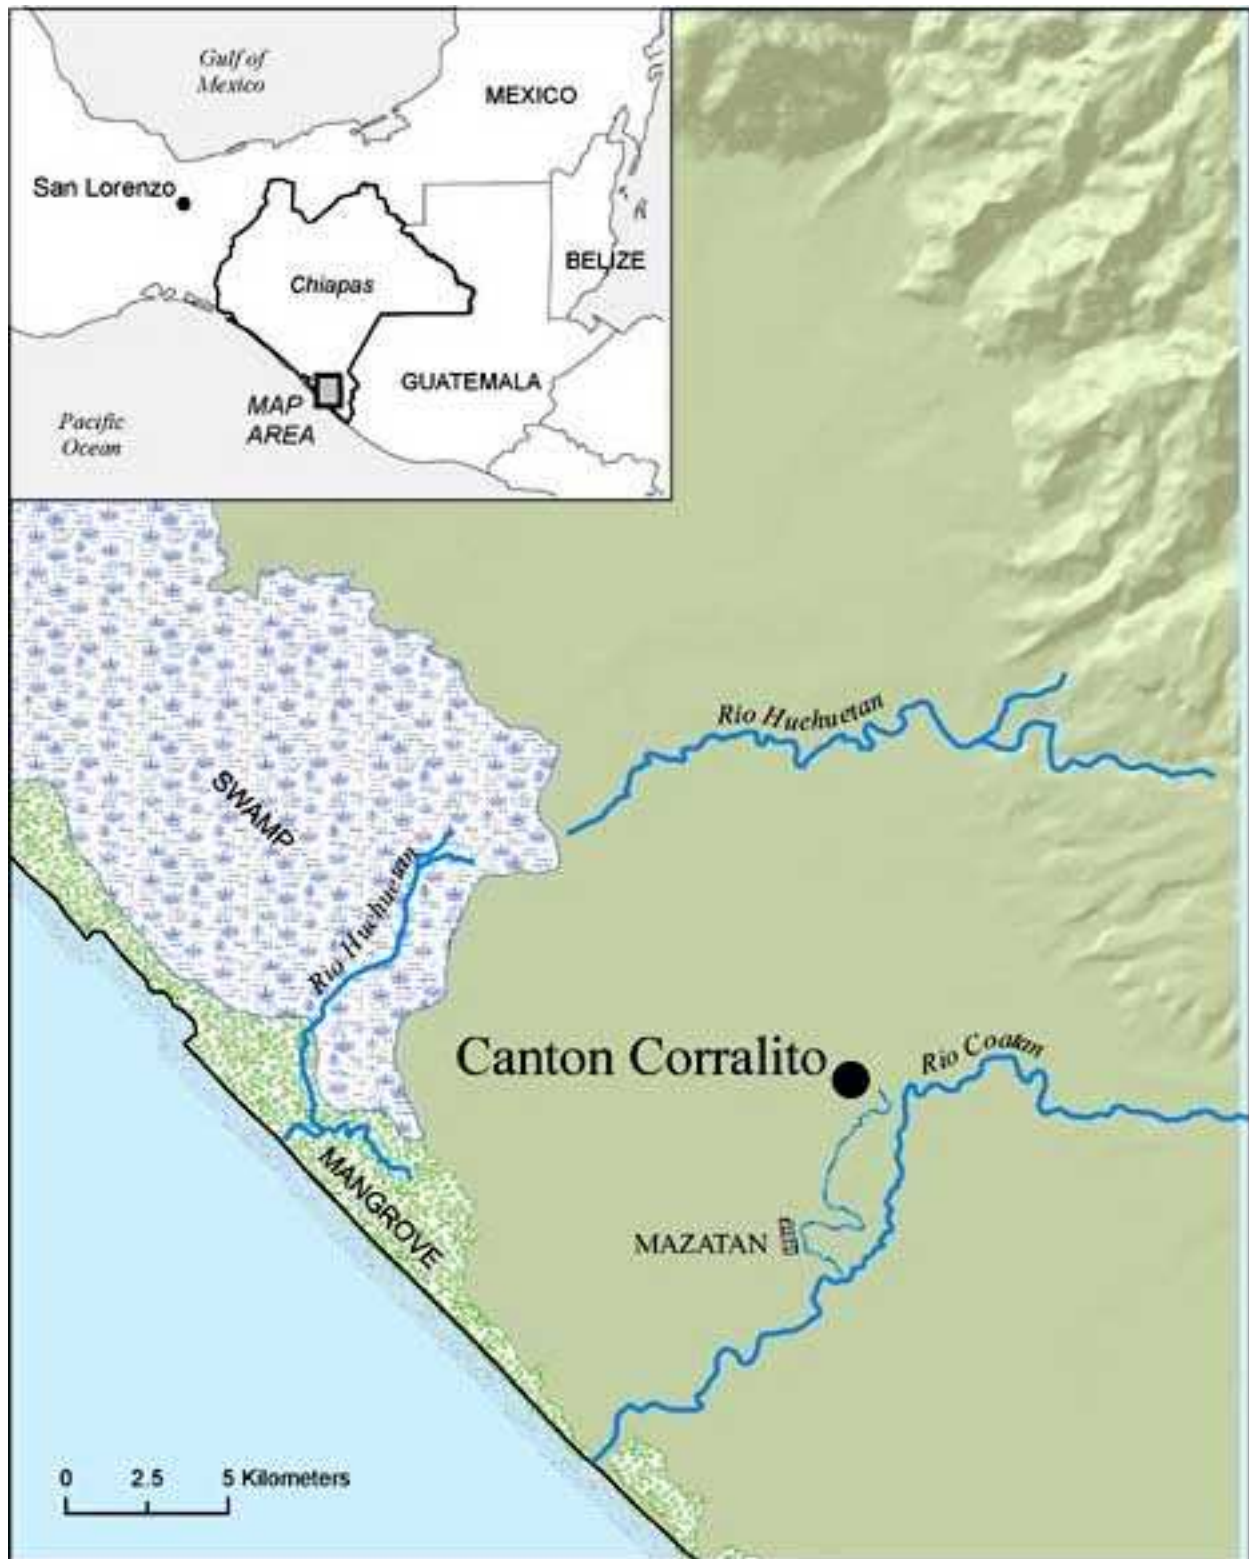 Gulf of
Mexico
MEXICO
San Lorenzo
Chiapas
BELIZE
GUATEMALA
MAP
AREA
Pacific
Ocean
Rio Huehuetan
SWAMP
Rio Huehuetan
Canton Corralito
Rio Coatan
MANGROVE
MAZATAN
0 2.5 5 Kilometers